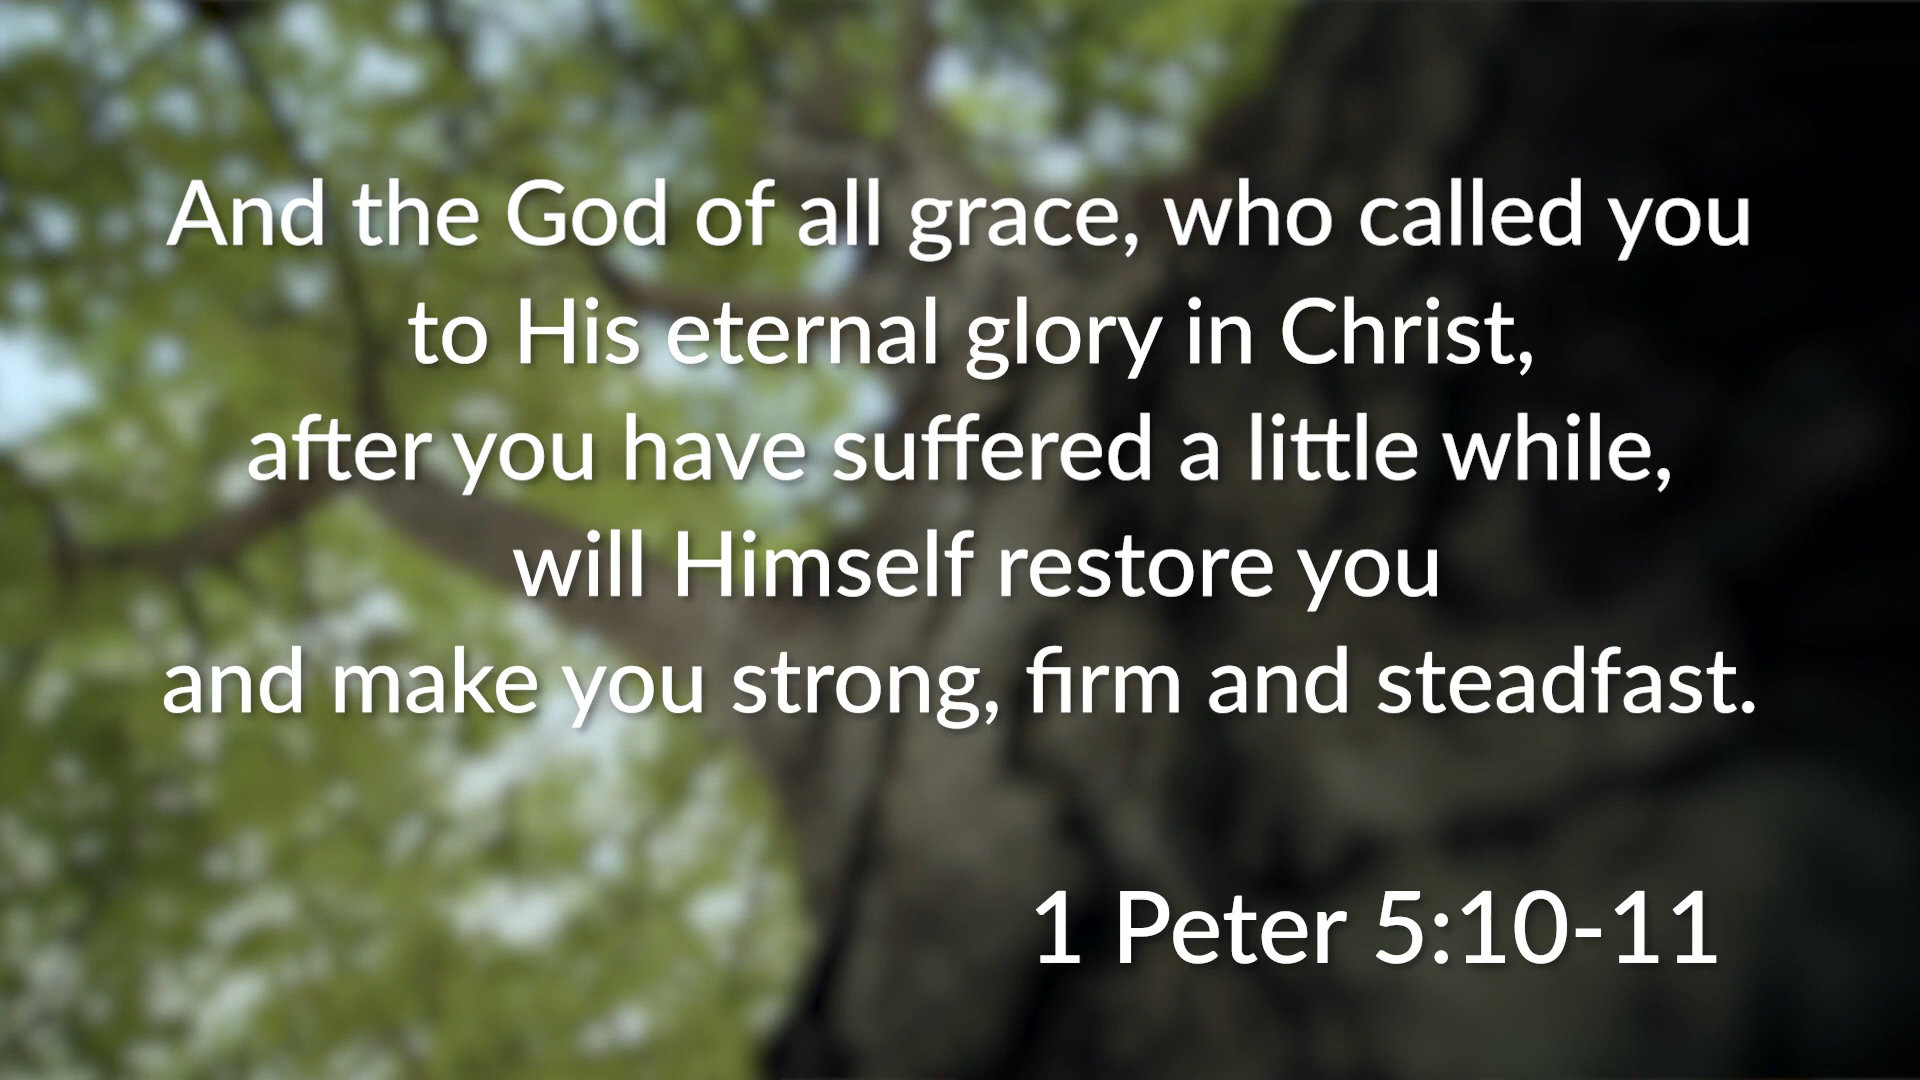 And the God of all grace, who called you
to His eternal glory in Christ,
after you have suffered a little while,
will Himself restore you
and make you strong, firm and steadfast.
1 Peter 5:10-11